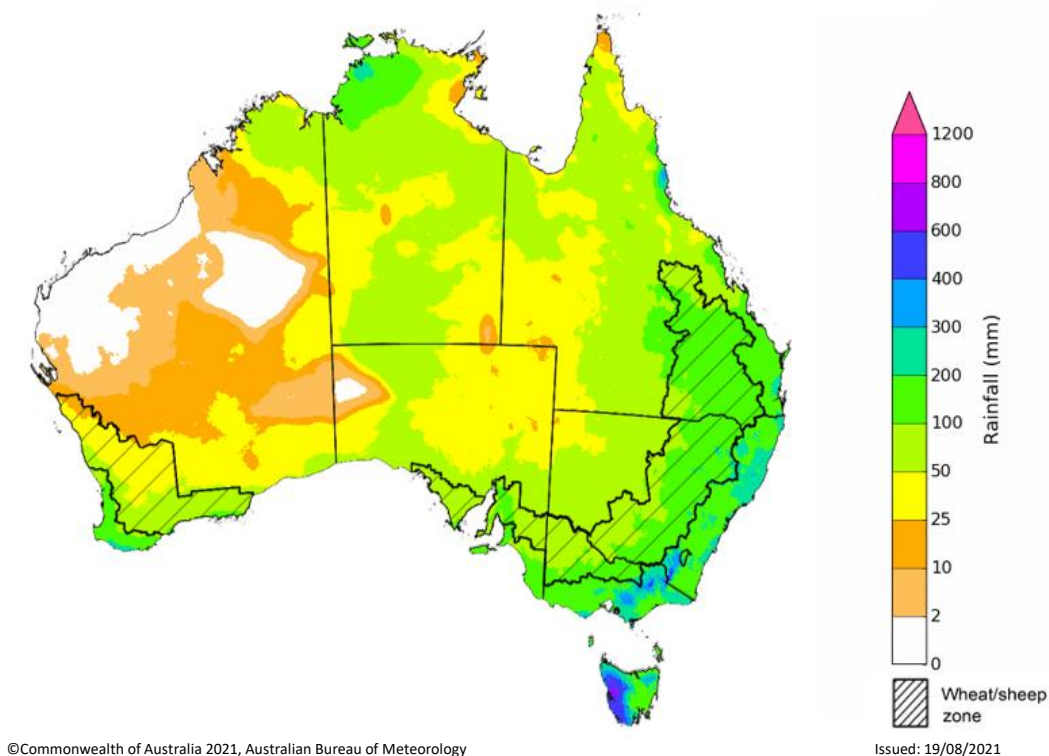 1200
800
600
400
300
200
100
50
25
10
2
0
Rainfall (mm)
Wheat/sheep
zone
©Commonwealth of Australia 2021, Australian Bureau of Meteorology
Issued: 19/08/2021